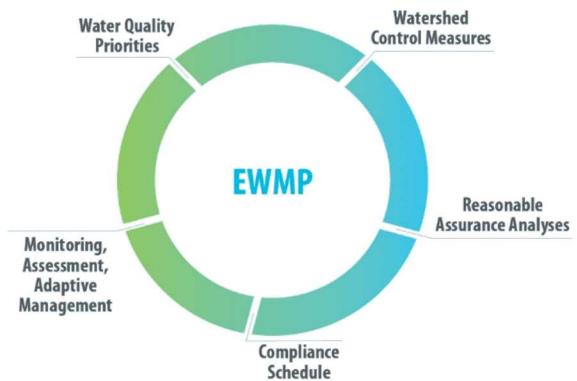 Water Quality
Priorities
Watershed
Control Measures
EWMP
Reasonable
Assurance Analyses
Monitoring,
Assessment,
Adaptive
Management
Compliance
Schedule